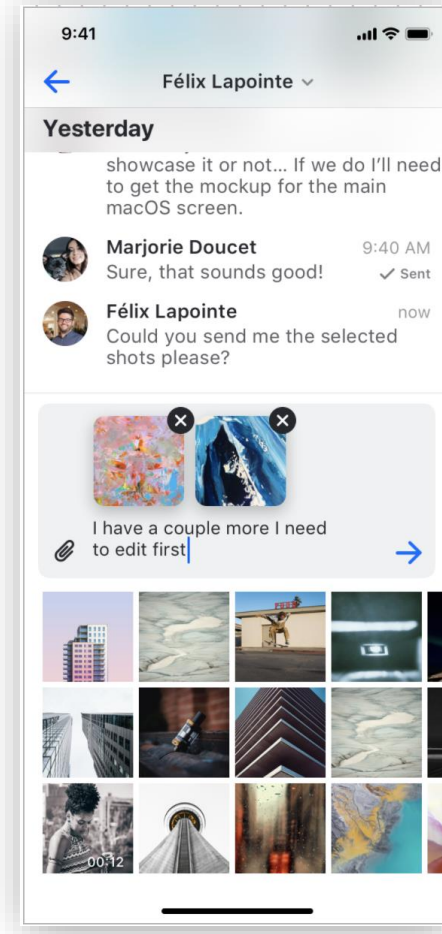 9:41
Félix Lapointe
Yesterday
showcase it or not... If we do I'll need
to get the mockup for the main
macOS screen.
Marjorie Doucet 9:40 AM
Sure, that sounds good! Sent
Félix Lapointe now
Could you send me the selected
shots please?
I have a couple more I need
to edit first
00:12